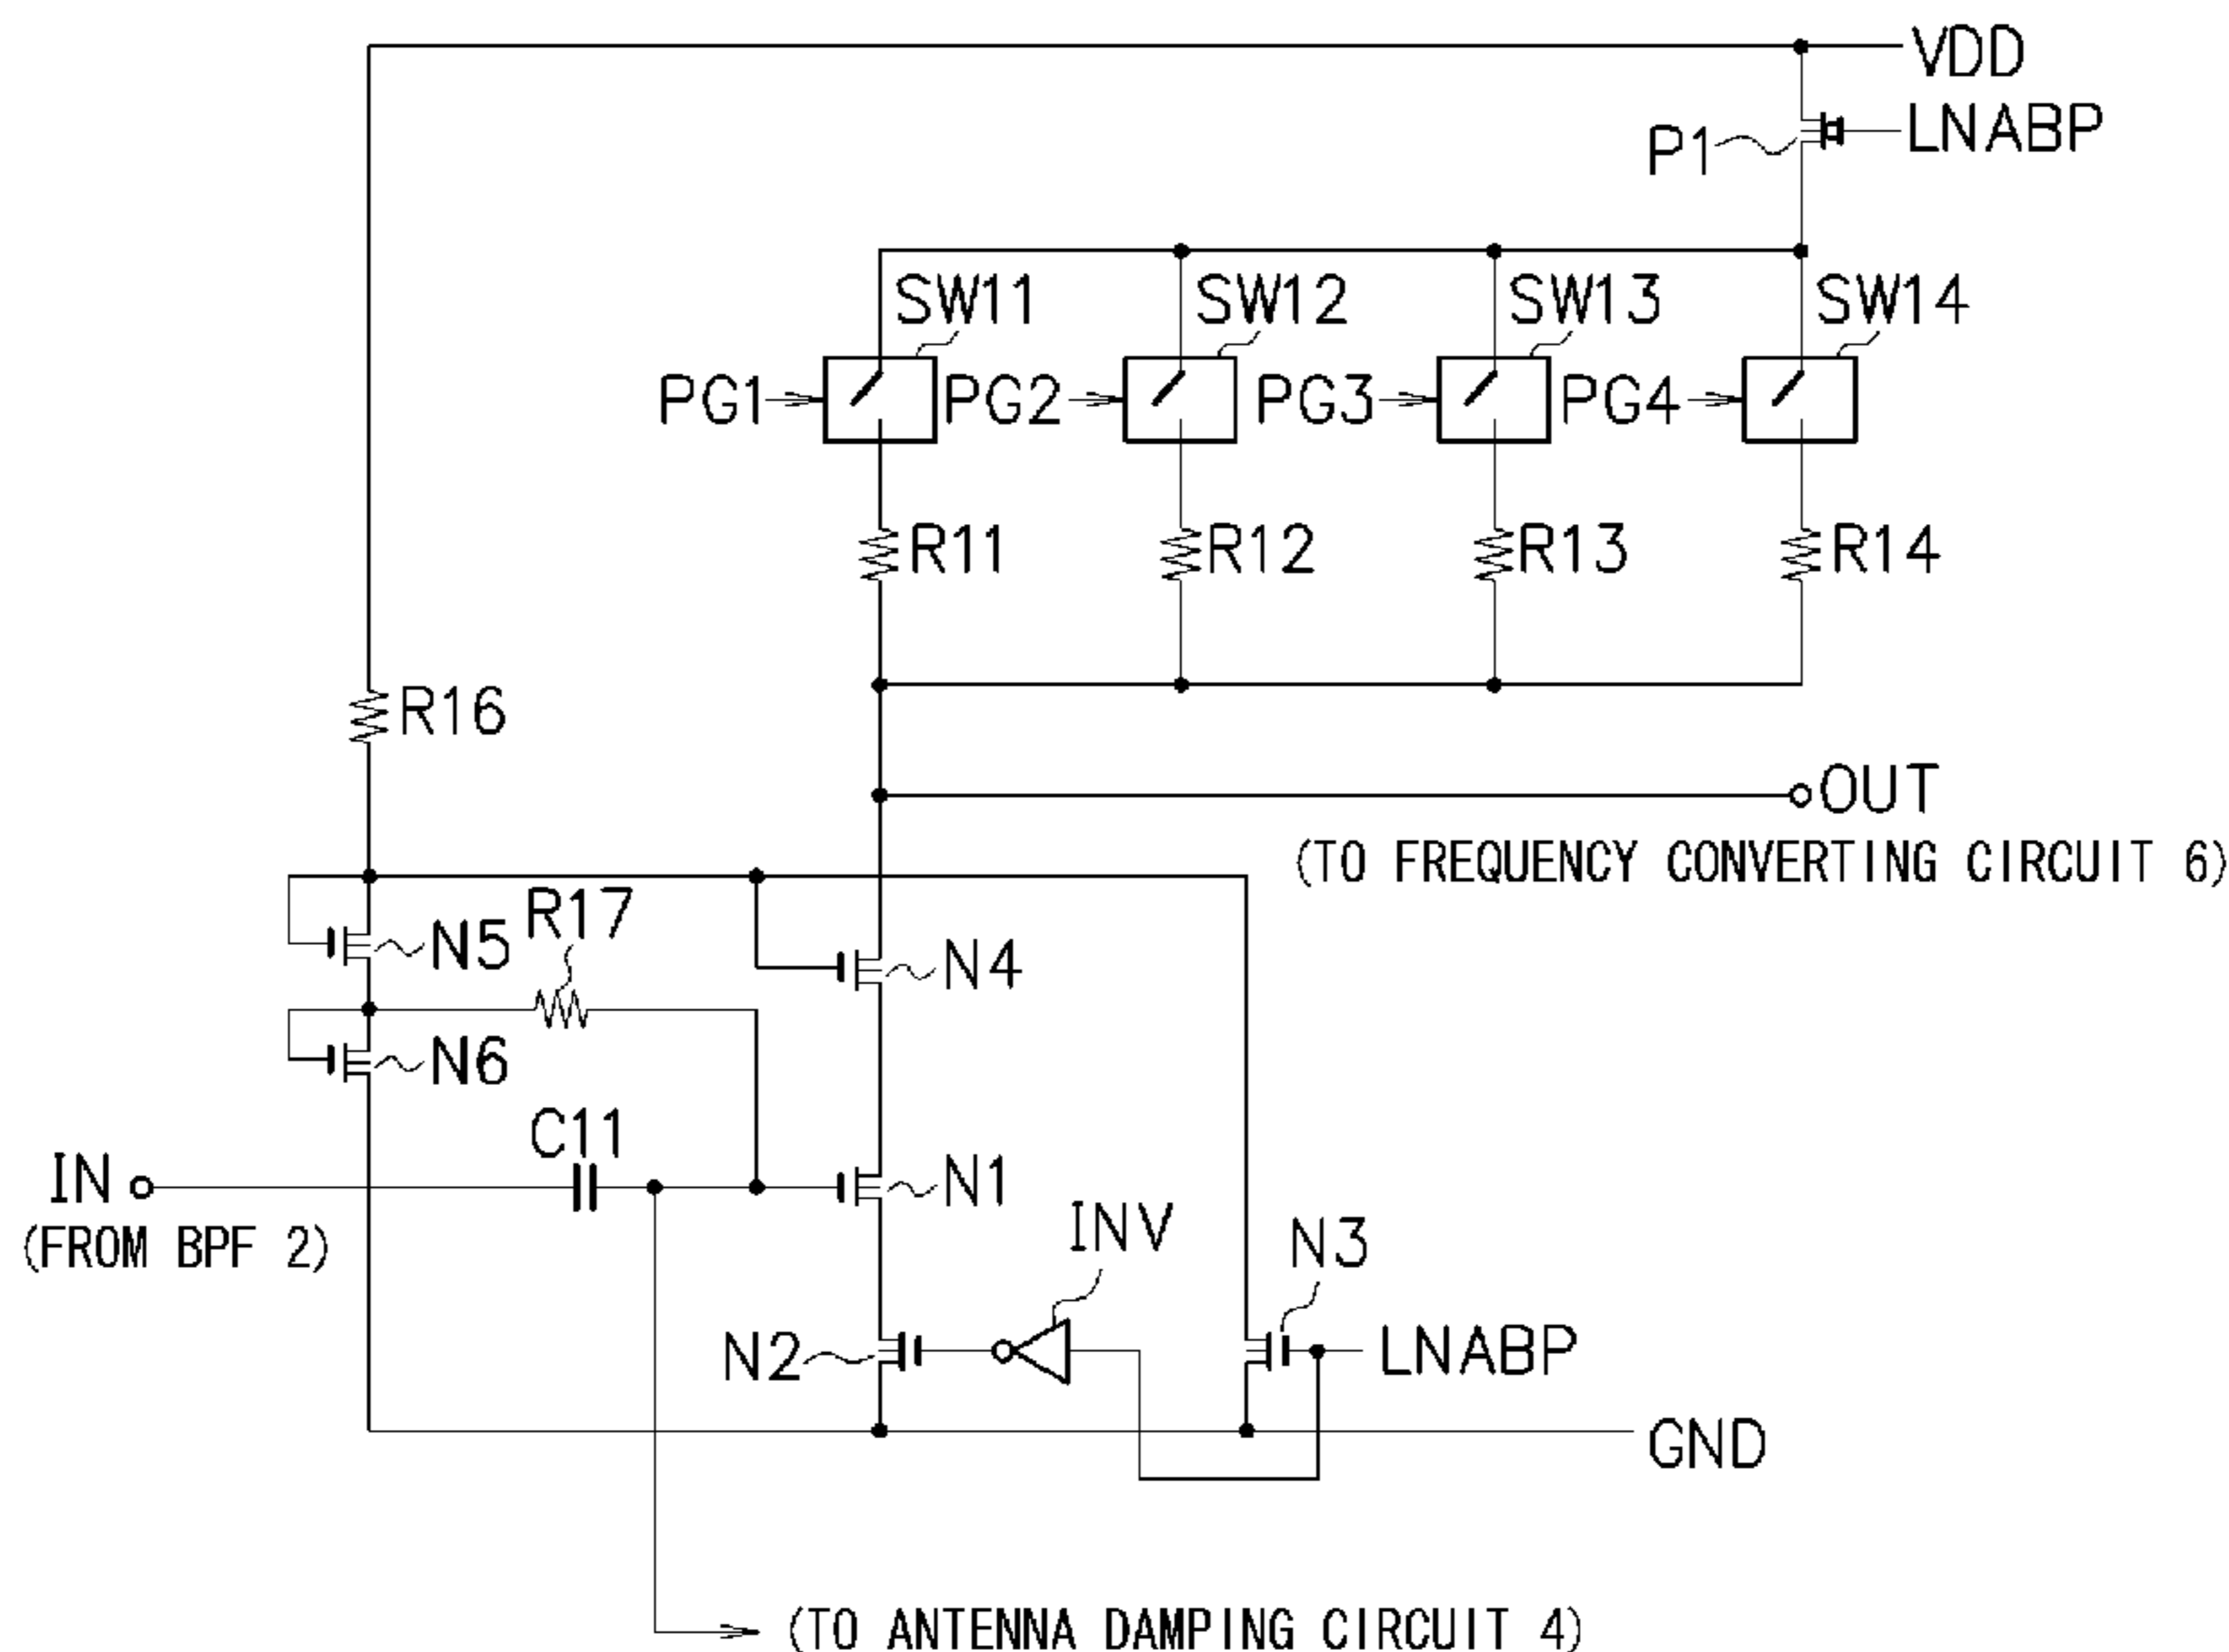 VDD
P1
LNABP
SW11
SW12
SW13
SW14
PG1
PG2
PG3
PG4
R11
R12
R13
R14
R16
OUT
(TO FREQUENCY CONVERTING CIRCUIT 6)
R17
N5
N4
N6
C11
IN
N1
(FROM BPF 2)
INV
N3
N2
LNABP
GND
(TO ANTENNA DAMPING CIRCUIT 4)